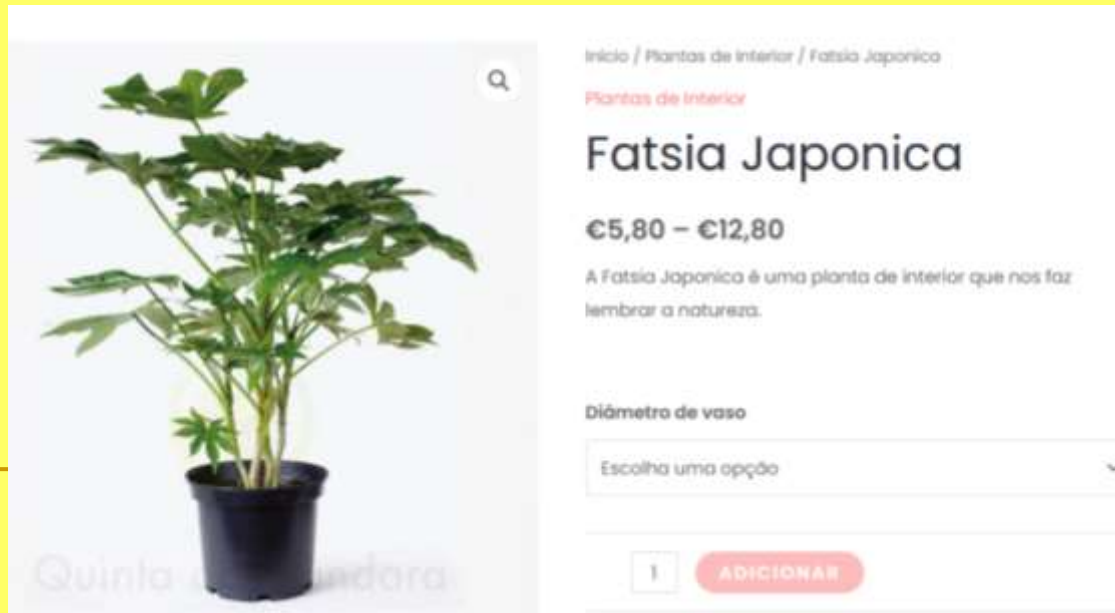 Início / Plantas de Interior / Fatsia Japonica
Plantas de Interior
Fatsia Japonica
€5,80 – €12,80
A Fatsia Japonica é uma planta de interior que nos faz
lembrar a natureza.
Diâmetro de vaso
Escolha uma opção
1 ADICIONAR
Quinta